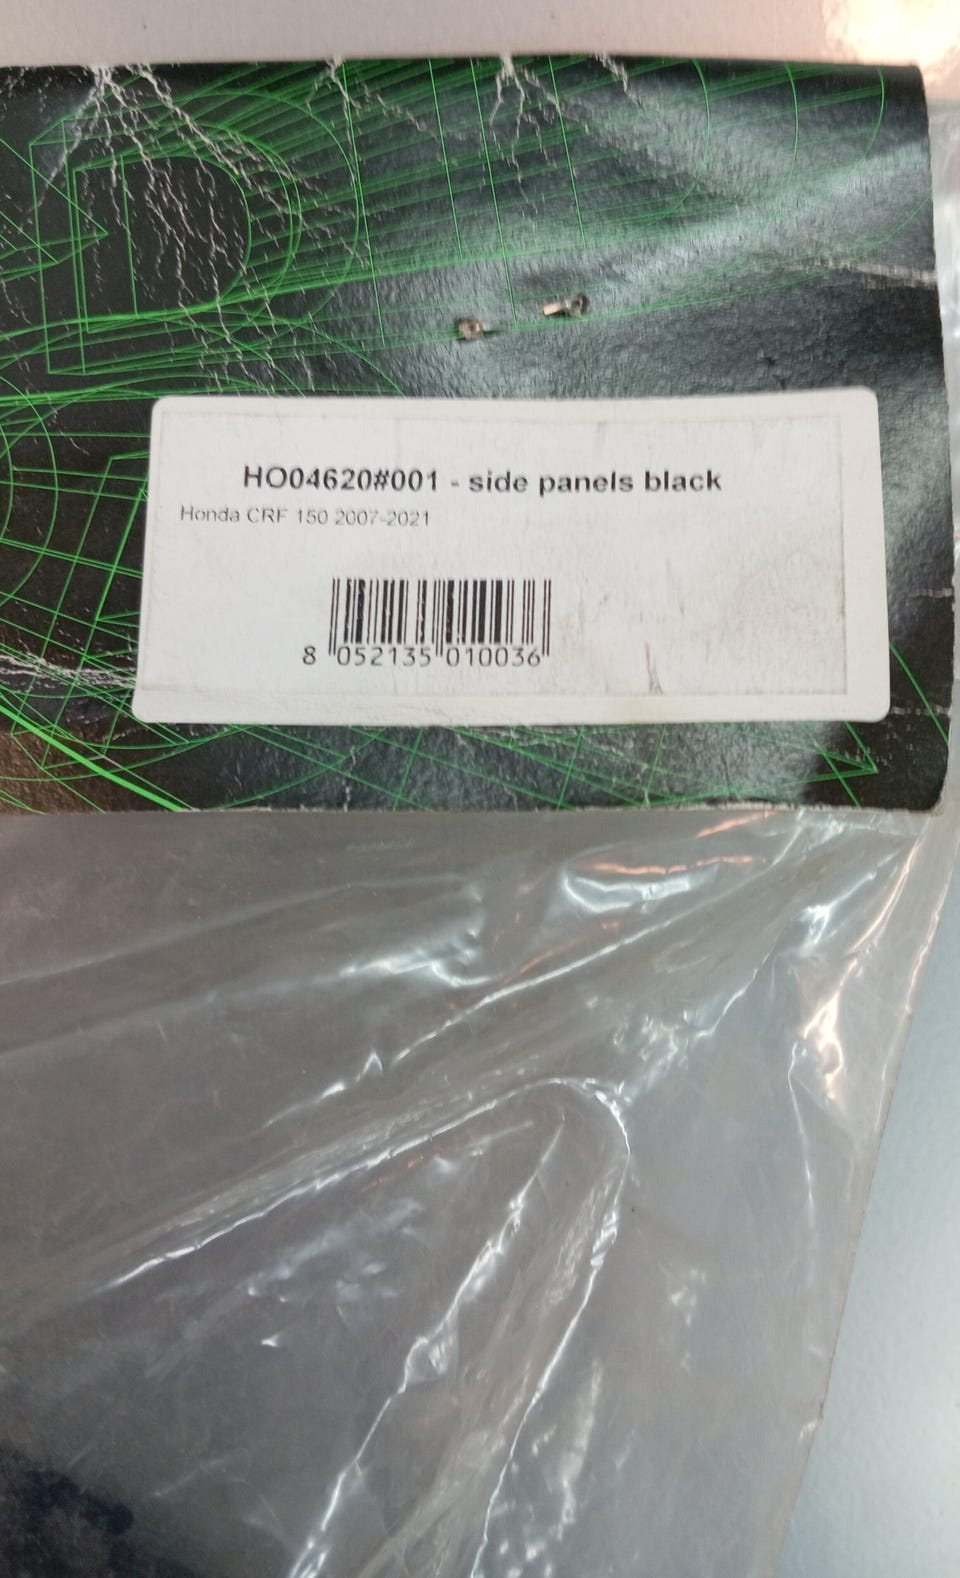 HO04620#001 - side panels black
Honda CRF 150 2007-2021
8 052135 010036